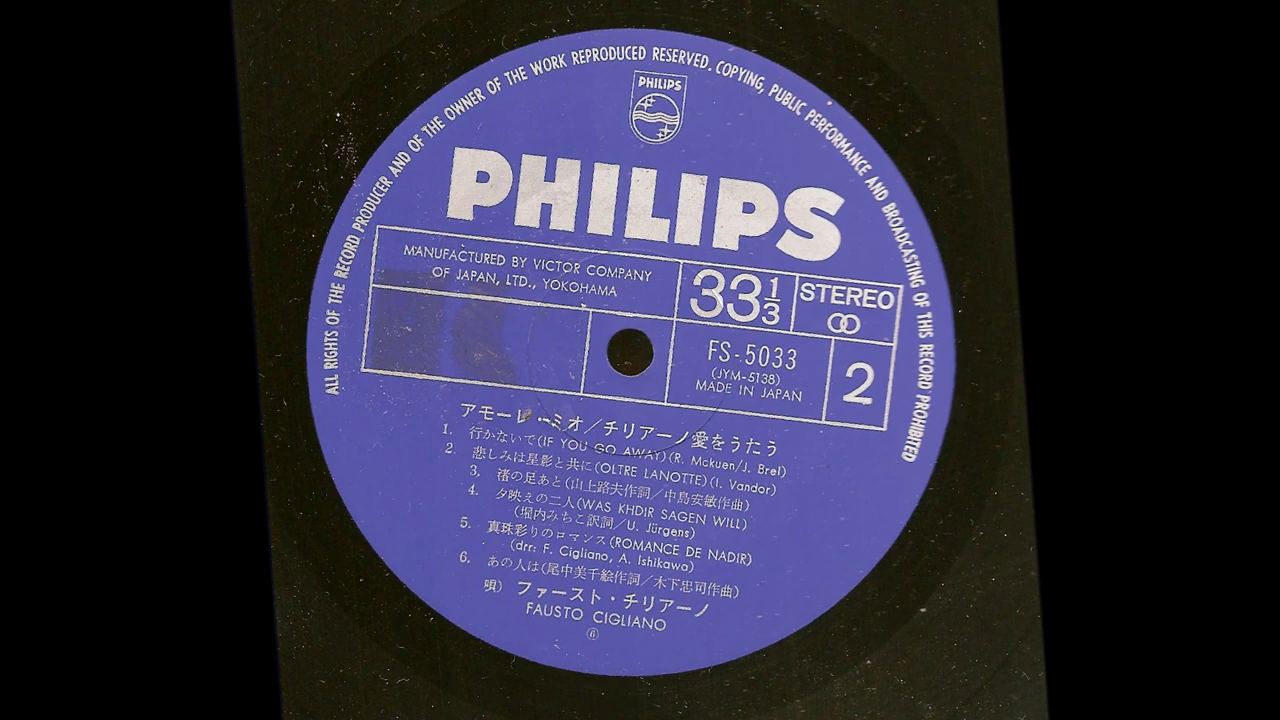 ALL RIGHTS OF THE RECORD PRODUCER AND OF THE OWNER OF THE WORK REPRODUCED RESERVED. COPYING, PUBLIC PERFORMANCE AND BROADCASTING OF THIS RECORD PROHIBITED
PHILIPS
PHILIPS
MANUFACTURED BY VICTOR COMPANY
OF JAPAN, LTD., YOKOHAMA
33 1/3
STEREO
FS-5033
(JYM-5138)
MADE IN JAPAN
2
アモーレ・ミオ/チリアーノ愛をうたう
1. 行かないで(IF YOU GO AWAY)(R. Mckuen/J. Brel)
2. 悲しみは星影と共に(OLTRE LANOTTE)(I. Vandor)
3. 渚の足あと(山上路夫作詞/中島安敏作曲)
4. 夕映えの二人(WAS KHDIR SAGEN WILL)
(堀内みちこ訳詞/U. Jürgens)
5. 真珠彩りのロマンス(ROMANCE DE NADIR)
(drr: F. Cigliano, A. Ishikawa)
6. あの人は(尾中美千絵作詞/木下忠司作曲)
唄) ファースト・チリアーノ
FAUSTO CIGLIANO
⑥